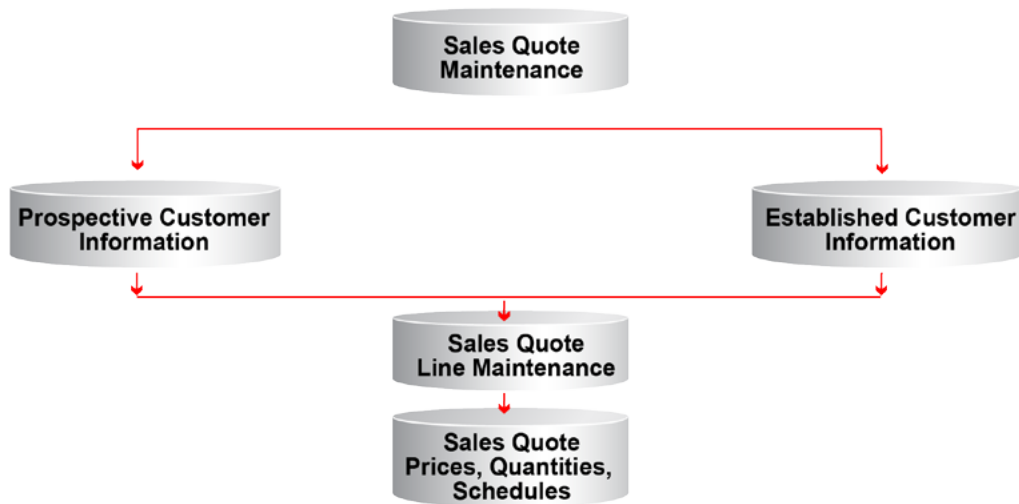 Sales Quote
Maintenance
Prospective Customer
Information
Established Customer
Information
Sales Quote
Line Maintenance
Sales Quote
Prices, Quantities,
Schedules